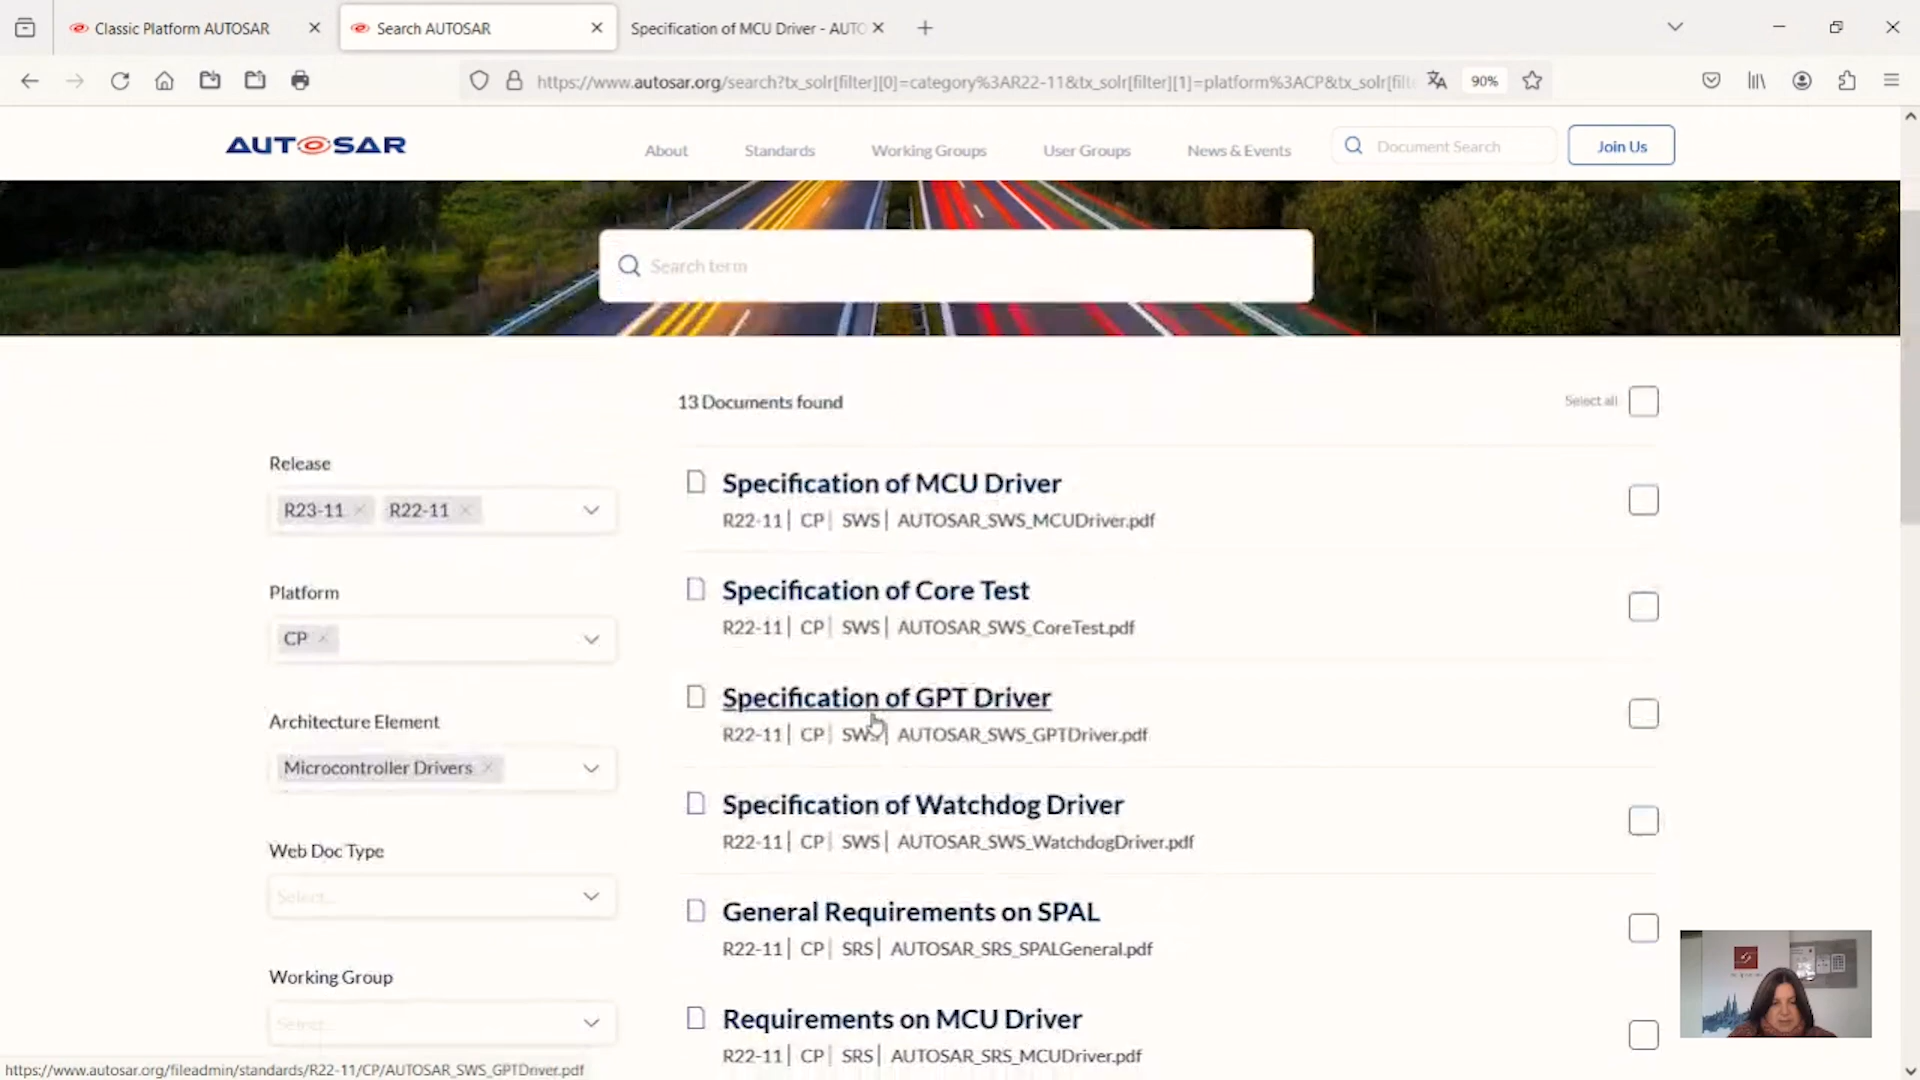 Classic Platform AUTOSAR
Search AUTOSAR
Specification of MCU Driver - AUTO
https://www.autosar.org/search?tx_solr[filter][0]=category%3AR22-11&tx_solr[filter][1]=platform%3ACP&tx_solr[filt
90%
AUTOSAR
About
Standards
Working Groups
User Groups
News & Events
Document Search
Join Us
Search term
13 Documents found
Select all
Release
R23-11
R22-11
Platform
CP
Architecture Element
Microcontroller Drivers
Web Doc Type
Select...
Working Group
Select...
Specification of MCU Driver
R22-11 | CP | SWS | AUTOSAR_SWS_MCUDriver.pdf
Specification of Core Test
R22-11 | CP | SWS | AUTOSAR_SWS_CoreTest.pdf
Specification of GPT Driver
R22-11 | CP | SWS | AUTOSAR_SWS_GPTDriver.pdf
Specification of Watchdog Driver
R22-11 | CP | SWS | AUTOSAR_SWS_WatchdogDriver.pdf
General Requirements on SPAL
R22-11 | CP | SRS | AUTOSAR_SRS_SPALGeneral.pdf
Requirements on MCU Driver
R22-11 | CP | SRS | AUTOSAR_SRS_MCUDriver.pdf
https://www.autosar.org/fileadmin/standards/R22-11/CP/AUTOSAR_SWS_GPTDriver.pdf